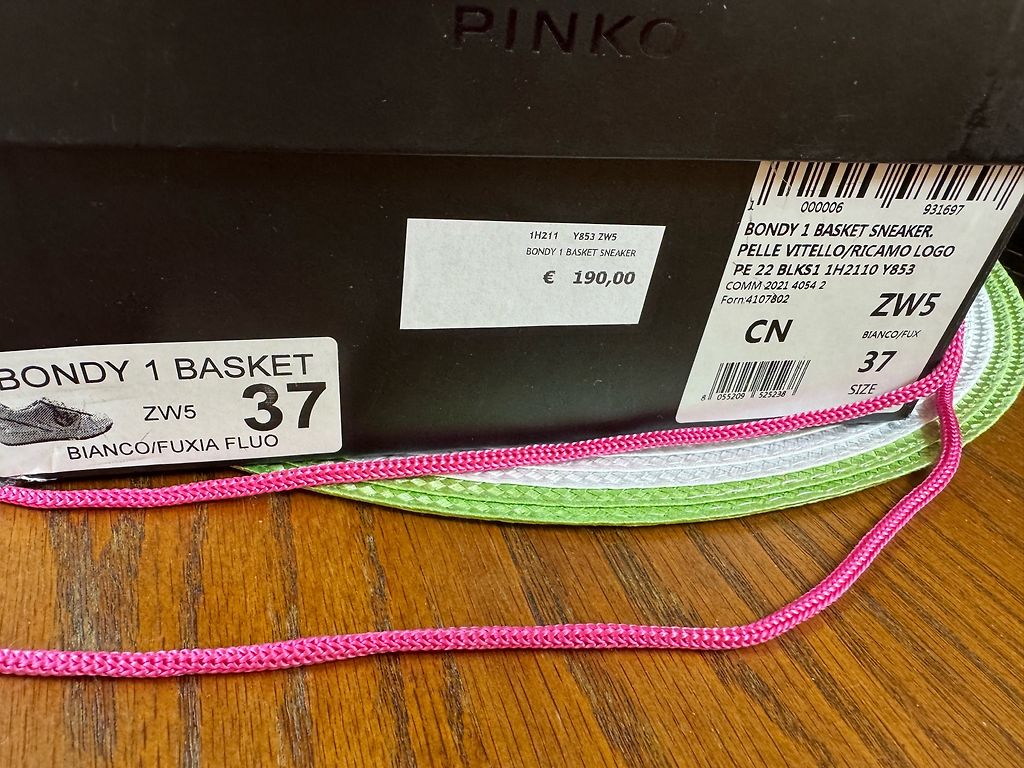 PINKO
1H211 Y853 ZW5
BONDY 1 BASKET SNEAKER
€ 190,00
1 000006 931697
BONDY 1 BASKET SNEAKER.
PELLE VITELLO/RICAMO LOGO
PE 22 BLKS1 1H2110 Y853
COMM 2021 4054 2
Forn:4107802
ZW5
CN
BIANCO/FUX
37
SIZE
8 055209 525238
BONDY 1 BASKET
ZW5
37
BIANCO/FUXIA FLUO